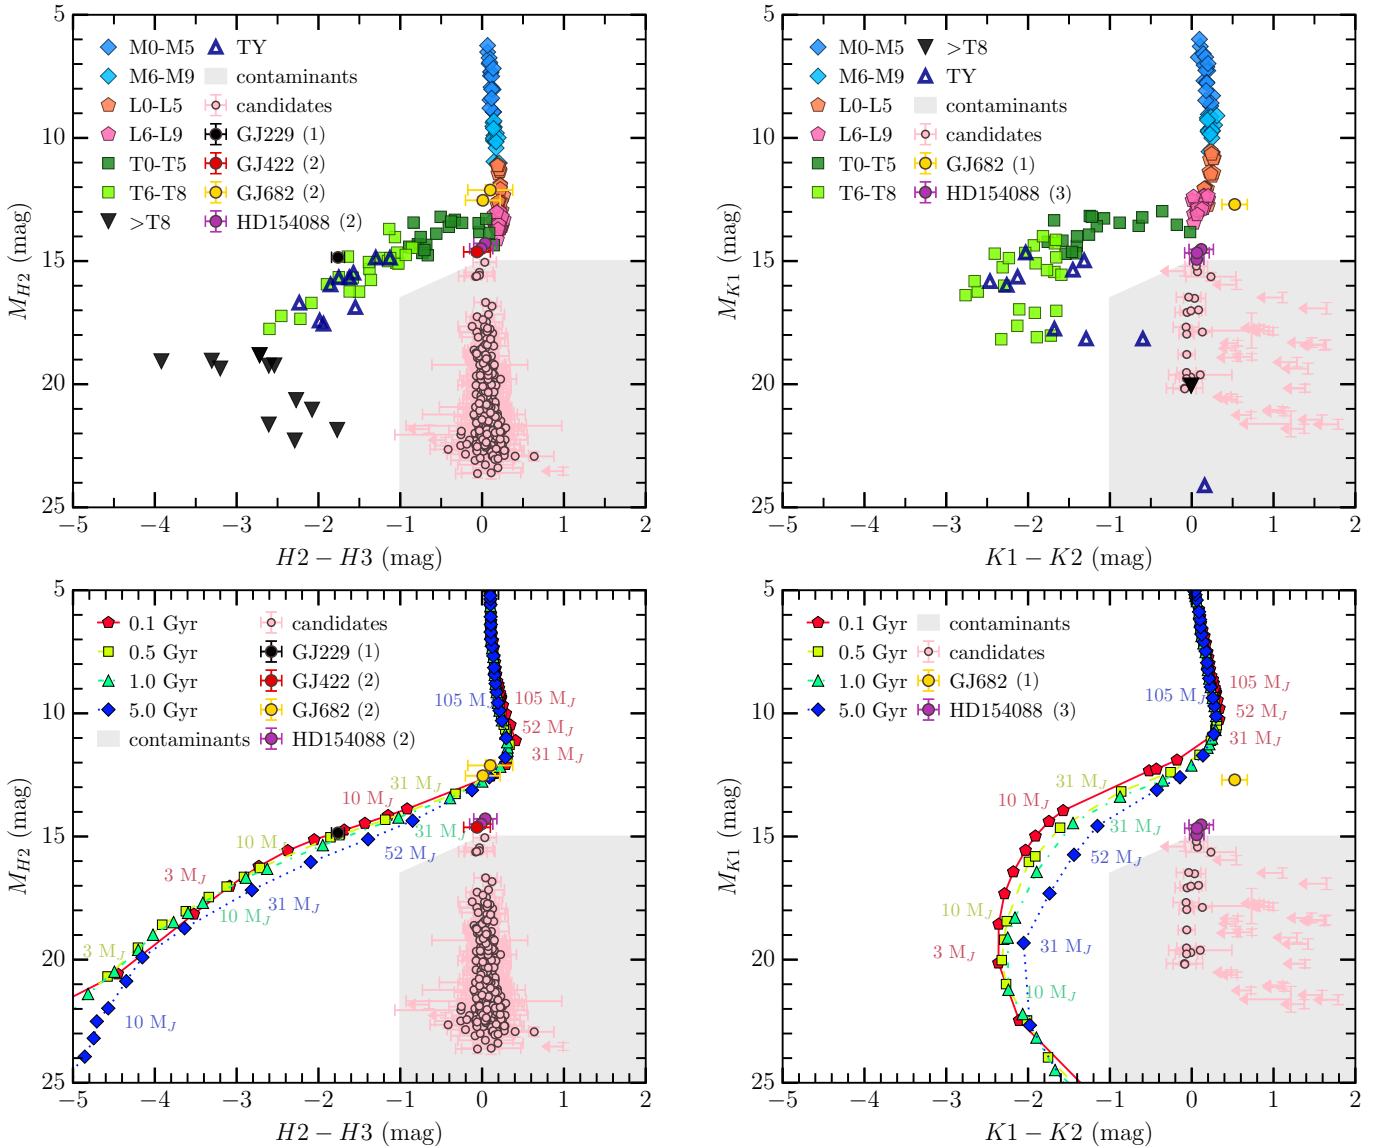 5
10
15
20
25
M_{H2} (mag)
−5 −4 −3 −2 −1 0 1 2
H2 − H3 (mag)
M0−M5
M6−M9
L0−L5
L6−L9
T0−T5
T6−T8
>T8
TY
contaminants
candidates
GJ229 (1)
GJ422 (2)
GJ682 (2)
HD154088 (2)
5
10
15
20
25
M_{K1} (mag)
−5 −4 −3 −2 −1 0 1 2
K1 − K2 (mag)
M0−M5
M6−M9
L0−L5
L6−L9
T0−T5
T6−T8
>T8
TY
contaminants
candidates
GJ682 (1)
HD154088 (3)
5
10
15
20
25
M_{H2} (mag)
−5 −4 −3 −2 −1 0 1 2
H2 − H3 (mag)
0.1 Gyr
0.5 Gyr
1.0 Gyr
5.0 Gyr
contaminants
candidates
GJ229 (1)
GJ422 (2)
GJ682 (2)
HD154088 (2)
105 M_J
105 M_J
52 M_J
31 M_J
31 M_J
10 M_J
31 M_J
10 M
52 M_J
3 M_J
31 M_J
10 M_J
3 M_J
10 M_J
5
10
15
20
25
M_{K1} (mag)
−5 −4 −3 −2 −1 0 1 2
K1 − K2 (mag)
0.1 Gyr
0.5 Gyr
1.0 Gyr
5.0 Gyr
contaminants
candidates
GJ682 (1)
HD154088 (3)
105 M_J
105 M_J
52 M_J
31 M_J
31 M_J
10 M_J
31 M_J
52 M_J
10 M_J
3 M_J
31 M_J
10 M_J